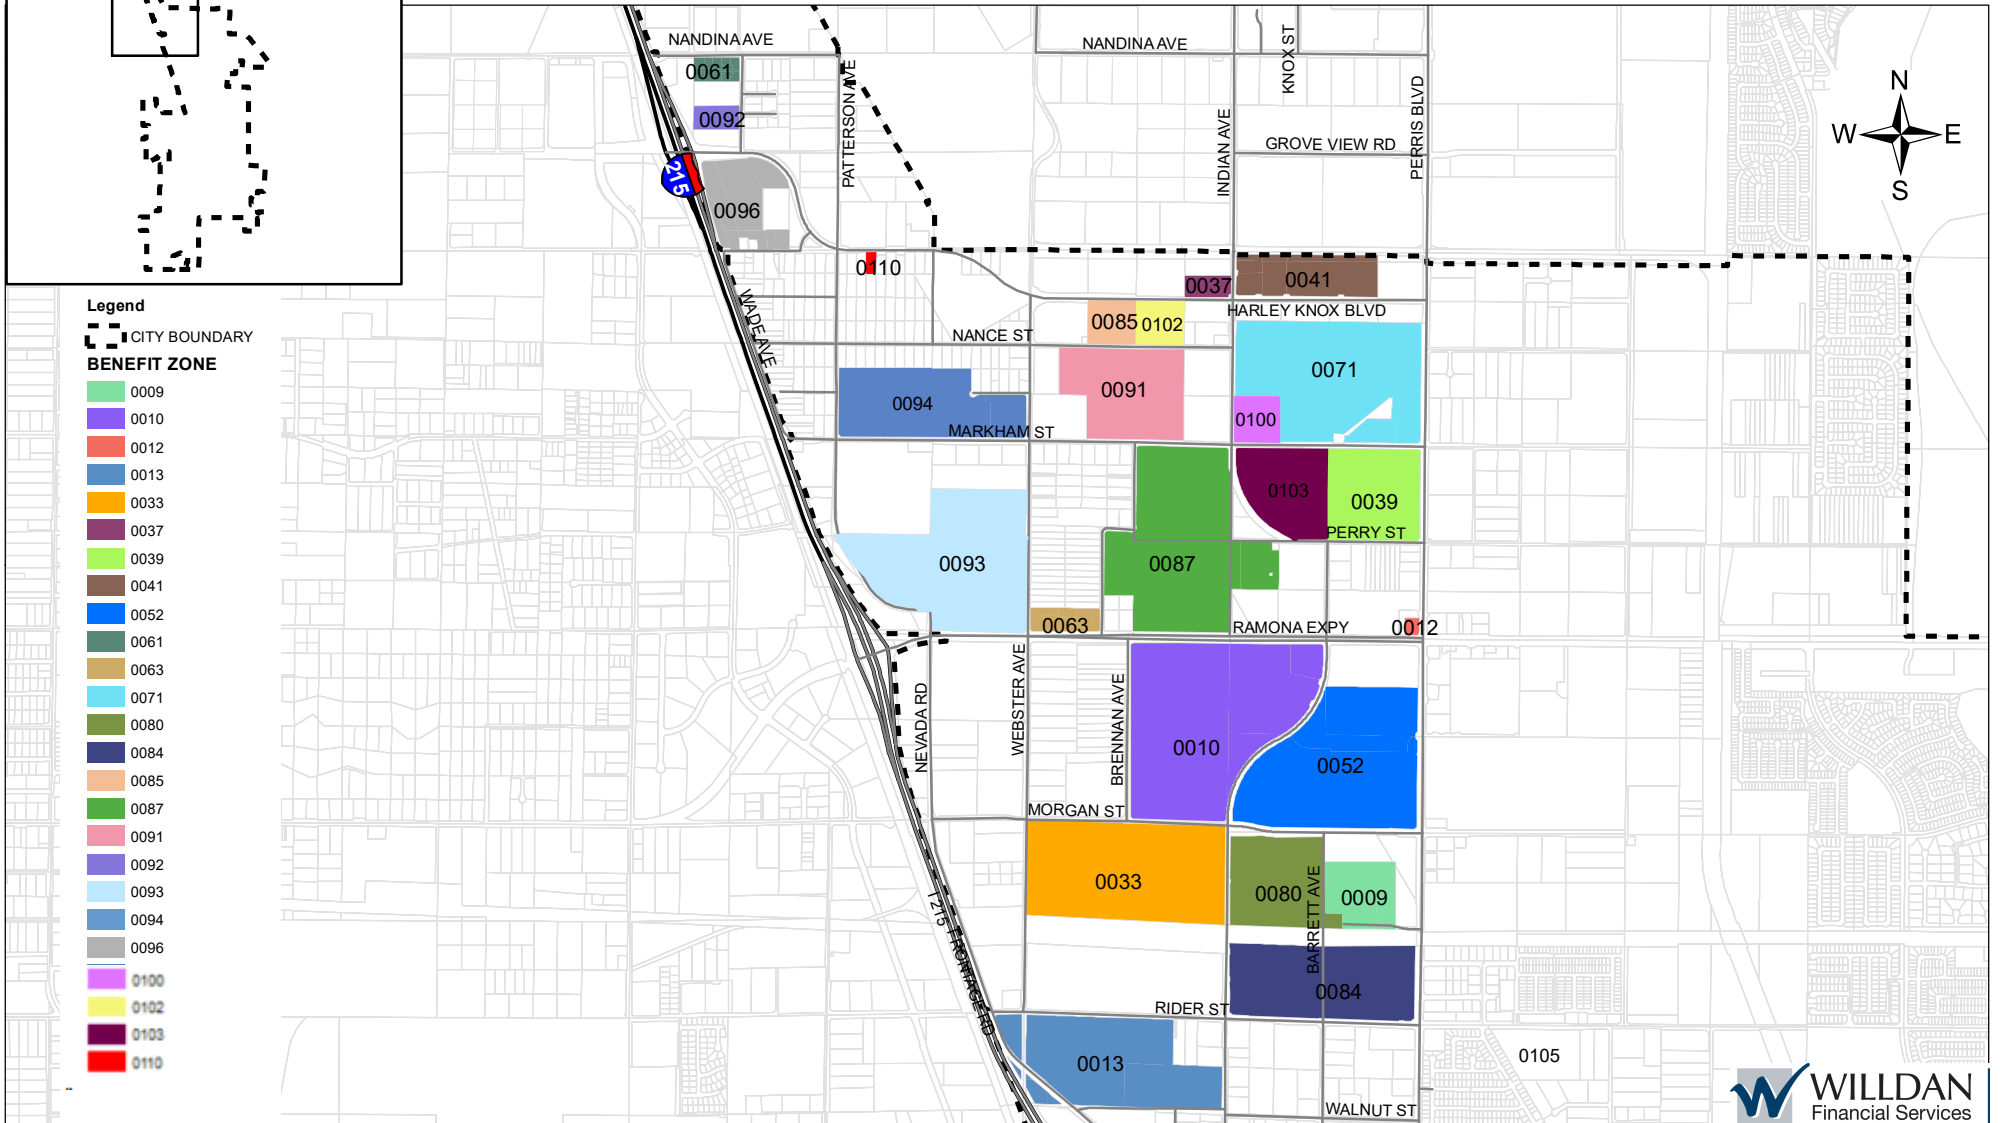 NANDINA AVE
NANDINA AVE
KNOX ST
0061
PATTERSON AVE
PERRIS BLVD
N
0092
INDIAN AVE
GROVE VIEW RD
W
E
215
S
0096
0110
0037
0041
HARLEY KNOX BLVD
Legend
CITY BOUNDARY
BENEFIT ZONE
0009
0010
0012
0013
0033
0037
0039
0041
0052
0061
0063
0071
0080
0084
0085
0087
0091
0092
0093
0094
0096
0100
0102
0103
0110
WADE AVE
0085
0102
NANCE ST
0071
0091
0094
0100
MARKHAM ST
0103
0039
PERRY ST
0093
0087
0063
RAMONA EXPY
0012
NEVADA RD
WEBSTER AVE
BRENNAN AVE
0010
0052
MORGAN ST
0033
0080
BARRETT AVE
0009
I 215 FRONTAGE RD
0084
RIDER ST
0013
0105
WALNUT ST
W
WILLDAN
Financial Services